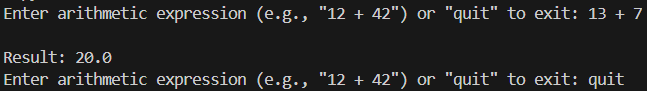 Enter arithmetic expression (e.g., "12 + 42") or "quit" to exit: 13 + 7
Result: 20.0
Enter arithmetic expression (e.g., "12 + 42") or "quit" to exit: quit